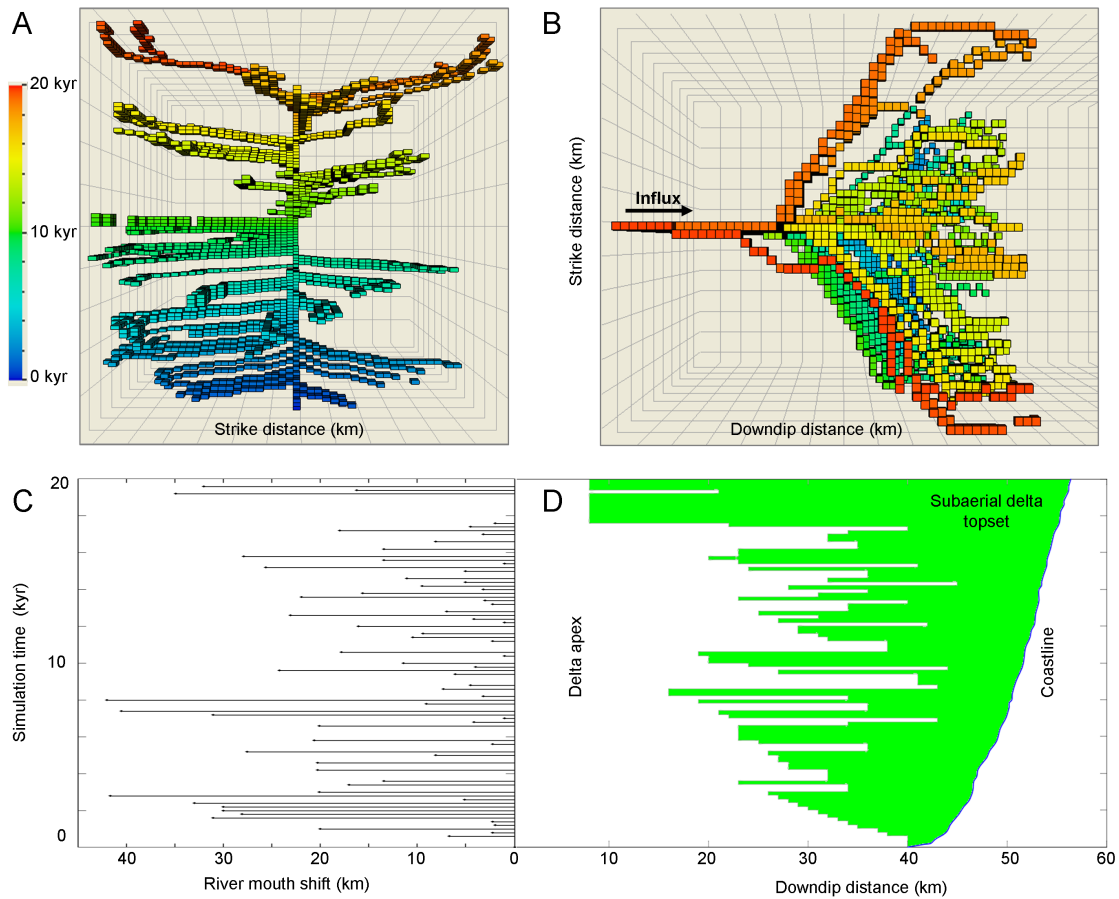 A
20 kyr
10 kyr
0 kyr
Strike distance (km)
B
Strike distance (km)
Influx
Downdip distance (km)
C
20
10
0
Simulation time (kyr)
40
30
20
10
0
River mouth shift (km)
D
Subaerial delta
topset
Delta apex
Coastline
10
20
30
40
50
60
Downdip distance (km)